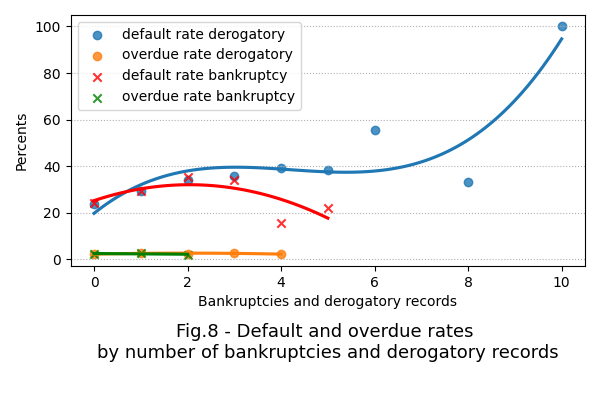 100
80
60
40
20
0
Percents
default rate derogatory
overdue rate derogatory
default rate bankruptcy
overdue rate bankruptcy
0 2 4 6 8 10
Bankruptcies and derogatory records
Fig.8 - Default and overdue rates
by number of bankruptcies and derogatory records